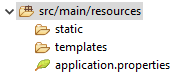 src/main/resources
static
templates
application.properties